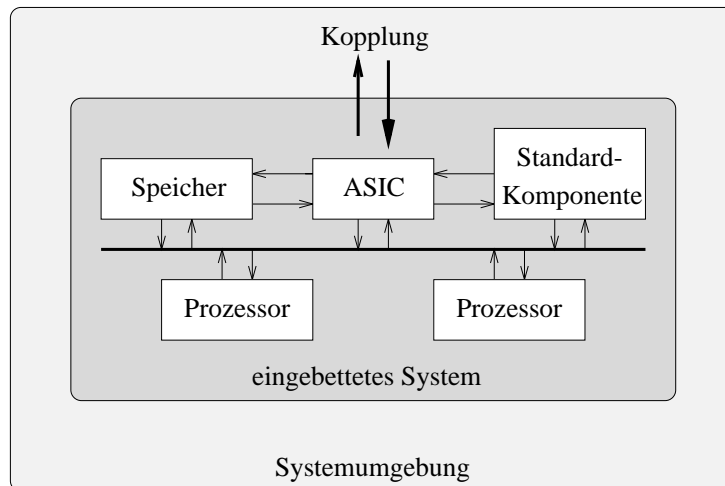 Kopplung
Speicher
ASIC
Standard-
Komponente
Prozessor
Prozessor
eingebettetes System
Systemumgebung